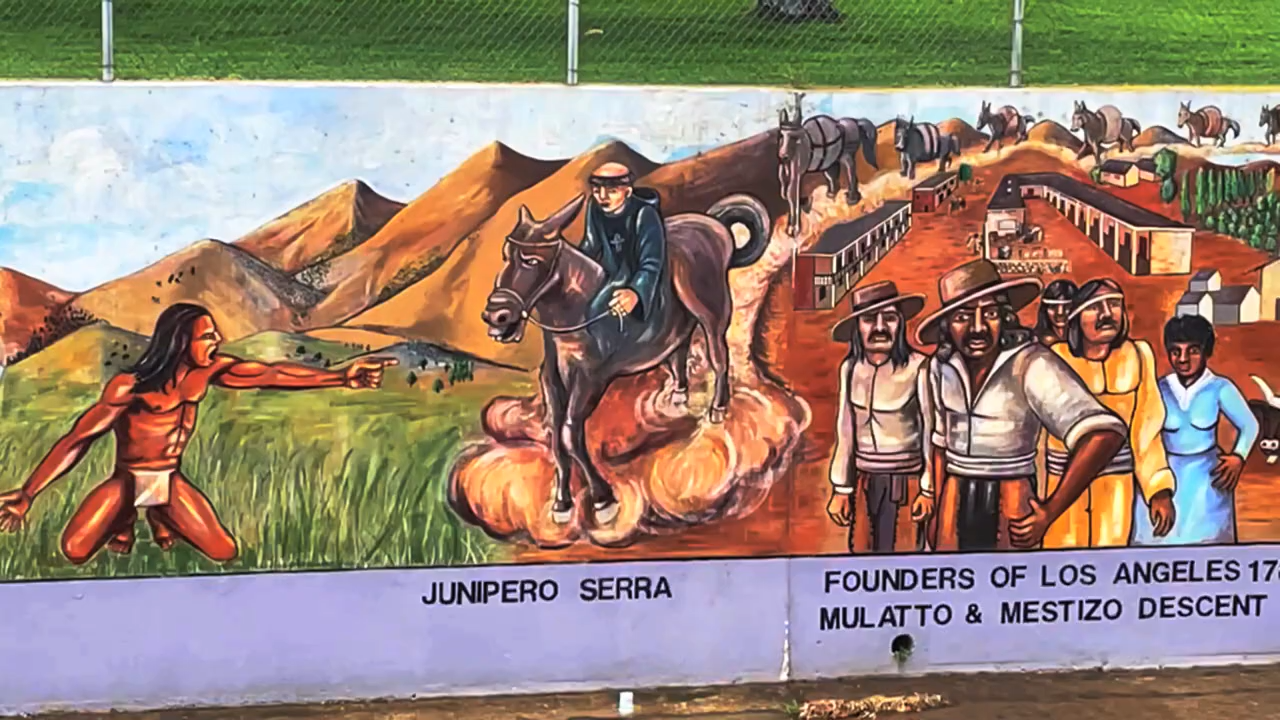 JUNIPERO SERRA
FOUNDERS OF LOS ANGELES
MULATTO & MESTIZO DESCENT